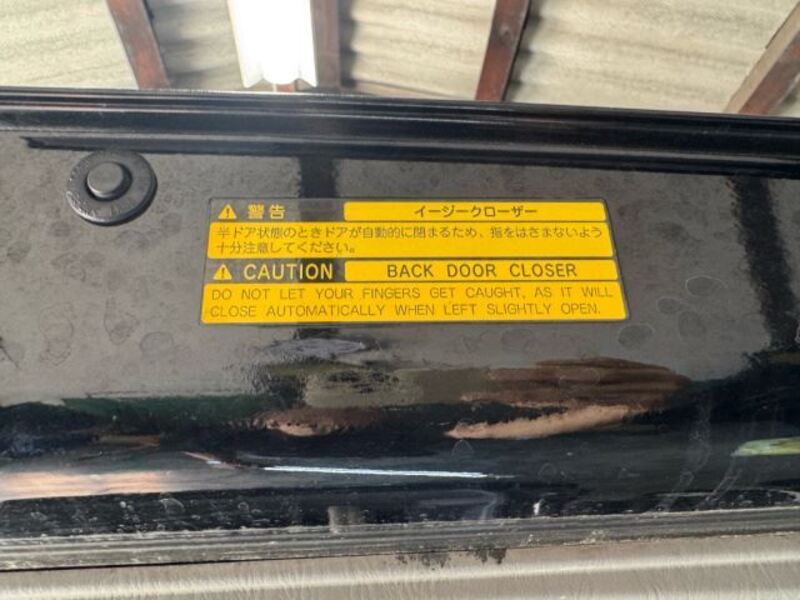 警告 イージークローザー
半ドア状態のときドアが自動的に閉まるため、指をはさまないよう
十分注意してください。
CAUTION BACK DOOR CLOSER
DO NOT LET YOUR FINGERS GET CAUGHT, AS IT WILL
CLOSE AUTOMATICALLY WHEN LEFT SLIGHTLY OPEN.